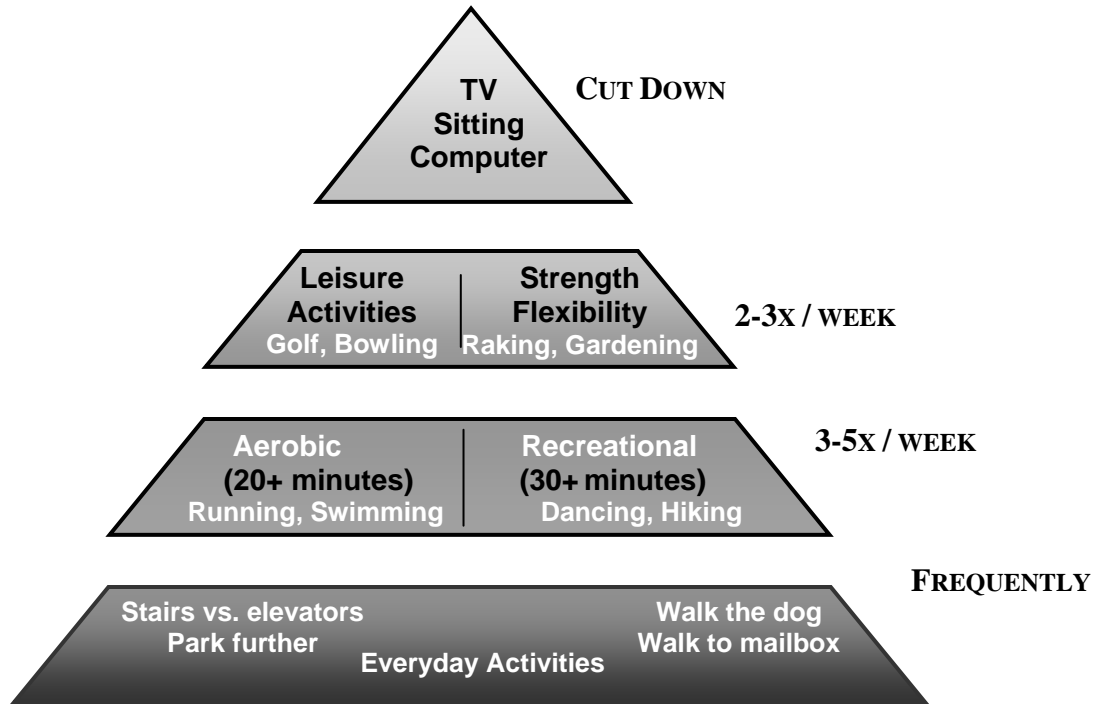 TV
Sitting
Computer
CUT DOWN
Leisure
Activities
Golf, Bowling
Strength
Flexibility
Raking, Gardening
2-3X / WEEK
Aerobic
(20+ minutes)
Running, Swimming
Recreational
(30+ minutes)
Dancing, Hiking
3-5X / WEEK
FREQUENTLY
Stairs vs. elevators
Park further
Walk the dog
Walk to mailbox
Everyday Activities